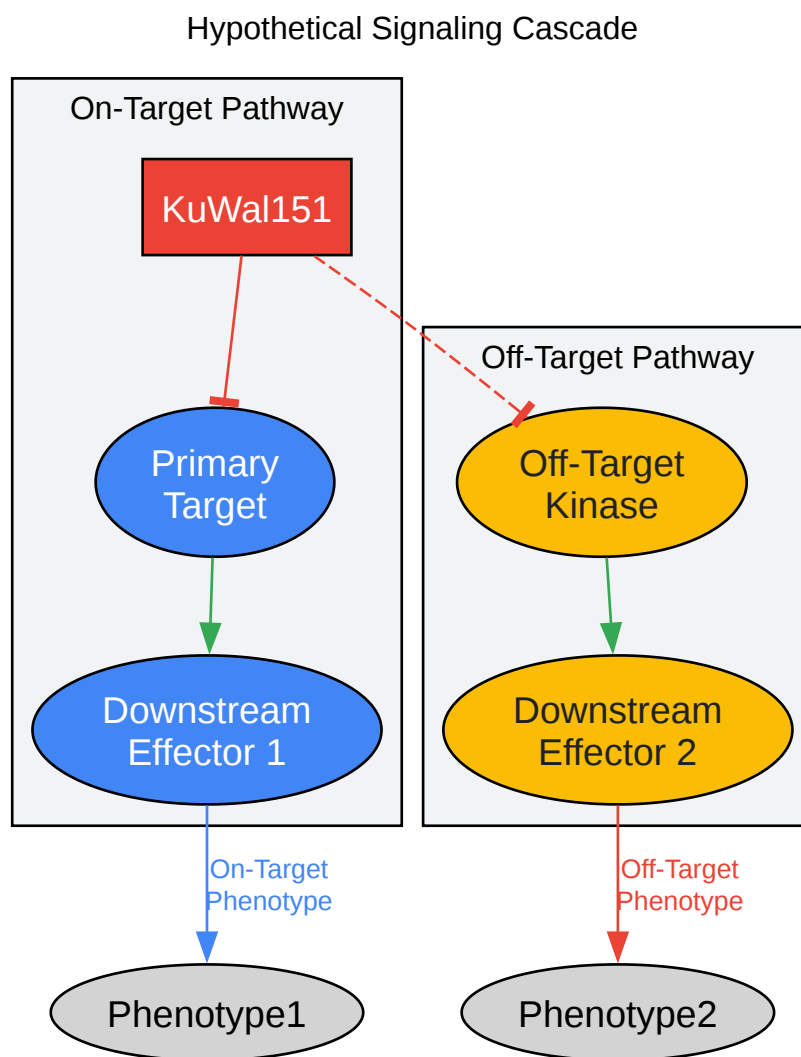 Hypothetical Signaling Cascade
On-Target Pathway
KuWal151
Off-Target Pathway
Primary
Target
Off-Target
Kinase
Downstream
Effector 1
Downstream
Effector 2
On-Target
Phenotype
Off-Target
Phenotype
Phenotype1
Phenotype2